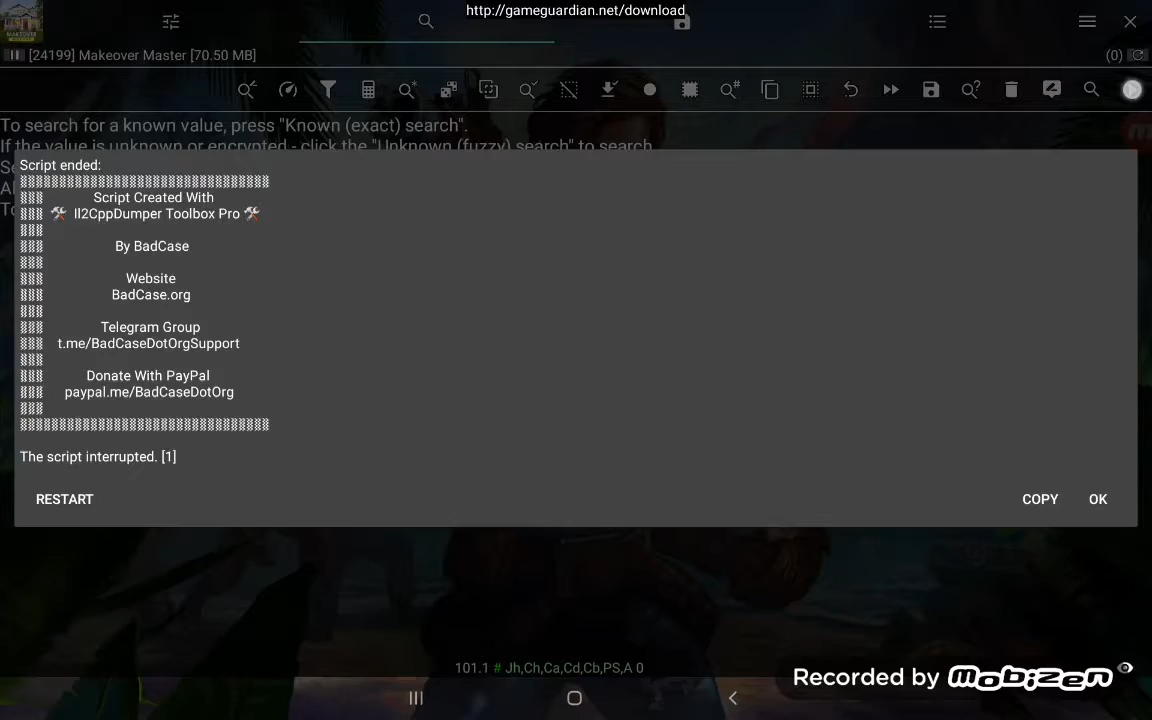 http://gameguardian.net/download
MAKEOVER
[24199] Makeover Master [70.50 MB]
(0)
To search for a known value, press "Known (exact) search".
If the value is unknown or encrypted - click the "Unknown (fuzzy) search" to search
Script ended:
Script Created With
🛠 Il2CppDumper Toolbox Pro 🛠
By BadCase
Website
BadCase.org
Telegram Group
t.me/BadCaseDotOrgSupport
Donate With PayPal
paypal.me/BadCaseDotOrg
The script interrupted. [1]
RESTART
COPY
OK
101.1 # Jh,Ch,Ca,Cd,Cb,PS,A 0
Recorded by mobizen